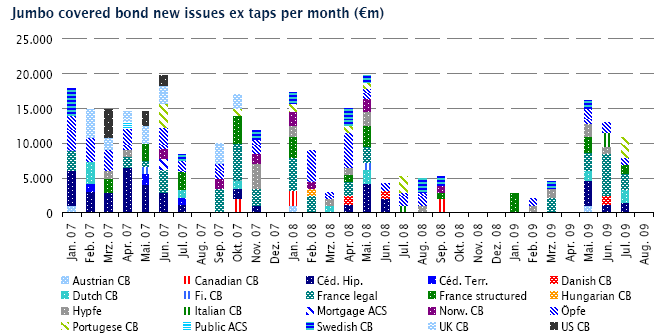 Jumbo covered bond new issues ex taps per month (€m)
25.000
20.000
15.000
10.000
5.000
0
Jan. 07 Feb. 07 Mrz. 07 Apr. 07 Mai. 07 Jun. 07 Jul. 07 Aug. 07 Sep. 07 Okt. 07 Nov. 07 Dez. 07 Jan. 08 Feb. 08 Mrz. 08 Apr. 08 Mai. 08 Jun. 08 Jul. 08 Aug. 08 Sep. 08 Okt. 08 Nov. 08 Dez. 08 Jan. 09 Feb. 09 Mrz. 09 Apr. 09 Mai. 09 Jun. 09 Jul. 09 Aug. 09
Austrian CB Canadian CB Céd. Hip. Céd. Terr. Danish CB
Dutch CB Fi. CB France legal France structured Hungarian CB
Hypfe Italian CB Mortgage ACS Norw. CB Öpfe
Portugese CB Public ACS Swedish CB UK CB US CB